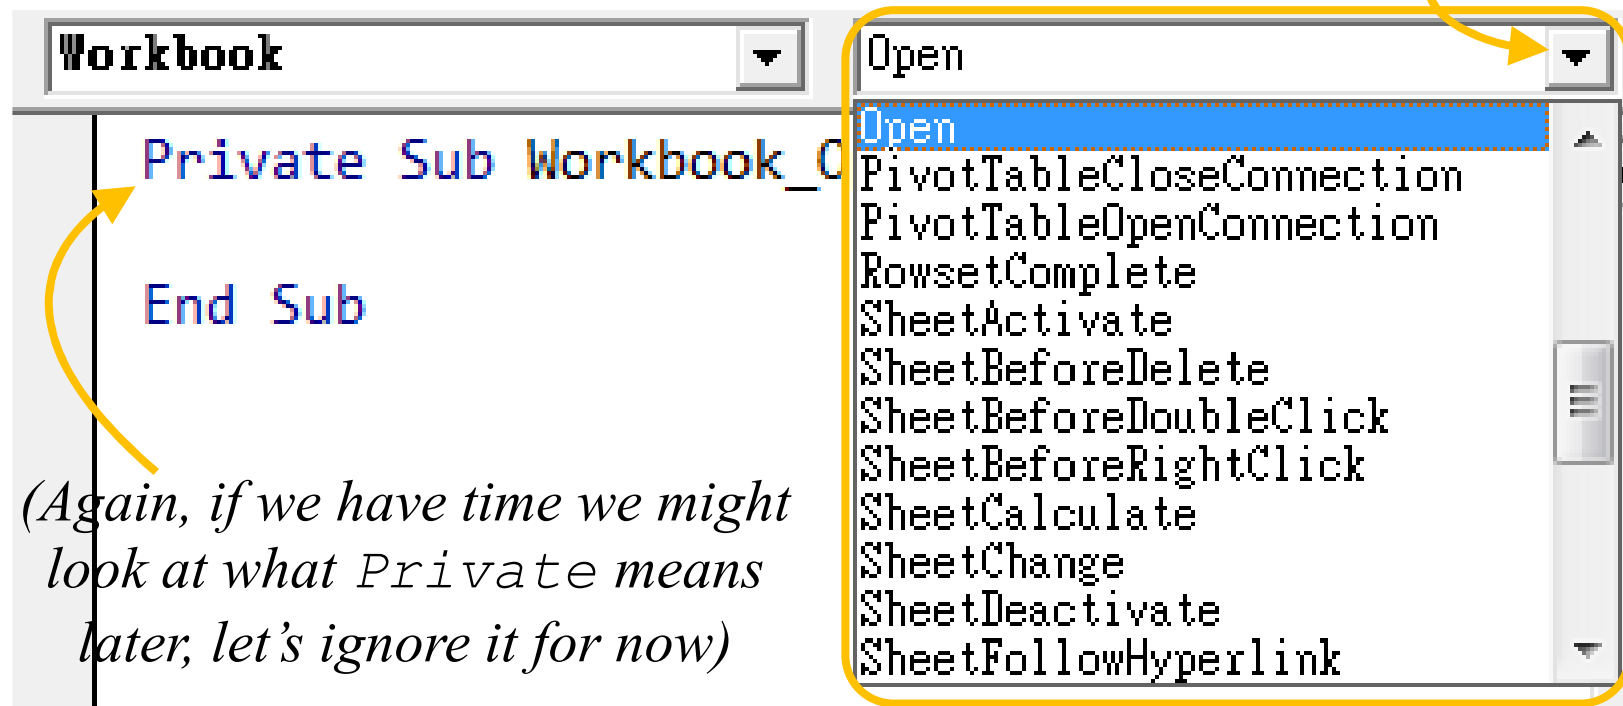 Workbook
Open
Private Sub Workbook_O
End Sub
(Again, if we have time we might
look at what Private means
later, let's ignore it for now)
Open
PivotTableCloseConnection
PivotTableOpenConnection
RowsetComplete
SheetActivate
SheetBeforeDelete
SheetBeforeDoubleClick
SheetBeforeRightClick
SheetCalculate
SheetChange
SheetDeactivate
SheetFollowHyperlink